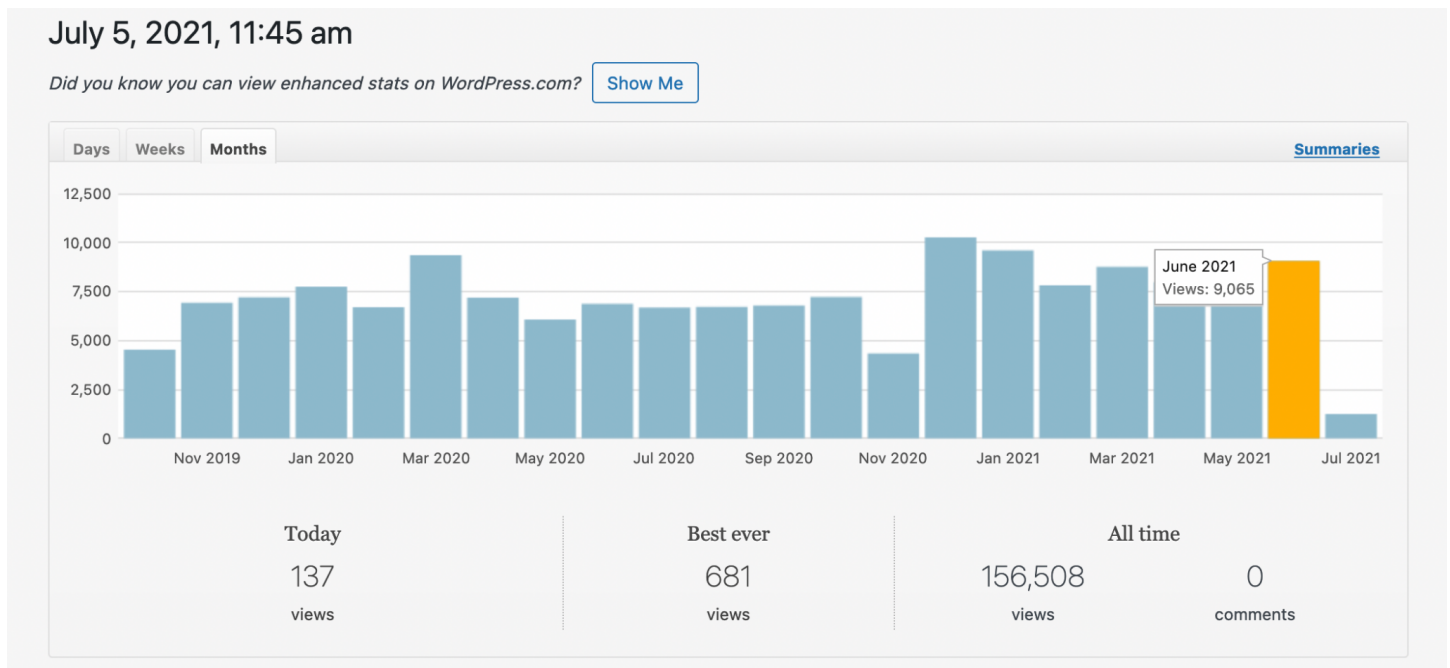 July 5, 2021, 11:45 am
Did you know you can view enhanced stats on WordPress.com? Show Me
Days Weeks Months Summaries
12,500
10,000
7,500
5,000
2,500
0
June 2021
Views: 9,065
Nov 2019 Jan 2020 Mar 2020 May 2020 Jul 2020 Sep 2020 Nov 2020 Jan 2021 Mar 2021 May 2021 Jul 2021
Today Best ever All time
137 681 156,508 0
views views views comments